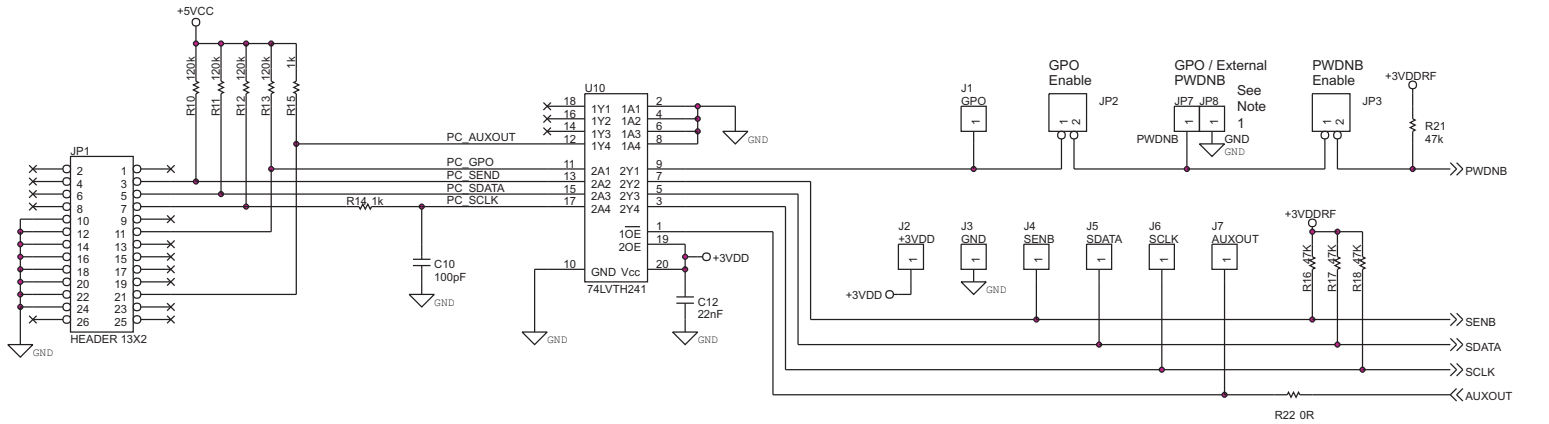 +5VCC
R10 120k
R11 120k
R12 120k
R13 120k
R15 1k
JP1
2 1
4 3
6 5
8 7
10 9
12 11
14 13
16 15
18 17
20 19
22 21
24 23
26 25
HEADER 13X2
GND
PC_AUXOUT
PC_GPO
PC_SEND
PC_SDATA
PC_SCLK
R14 1k
C10
100pF
GND
U10
18 1Y1 1A1 2
16 1Y2 1A2 4
14 1Y3 1A3 6
12 1Y4 1A4 8
11 2A1 2Y1 9
13 2A2 2Y2 7
15 2A3 2Y3 5
17 2A4 2Y4 3
1OE 1
2OE 19
10 GND Vcc 20
74LVTH241
GND
GND
+3VDD
C12
22nF
GND
J1
GPO
1
GPO
Enable
JP2
1 2
GPO / External
PWDNB
See
Note
1
JP7 JP8
1 1
PWDNB
GND
GND
PWDNB
Enable
JP3
1 2
+3VDDRF
R21
47k
PWDNB
J2
+3VDD
1
+3VDD
J3
GND
1
GND
J4
SENB
1
J5
SDATA
1
J6
SCLK
1
J7
AUXOUT
1
+3VDDRF
R16 47K
R17 47K
R18 47K
SENB
SDATA
SCLK
AUXOUT
R22 0R